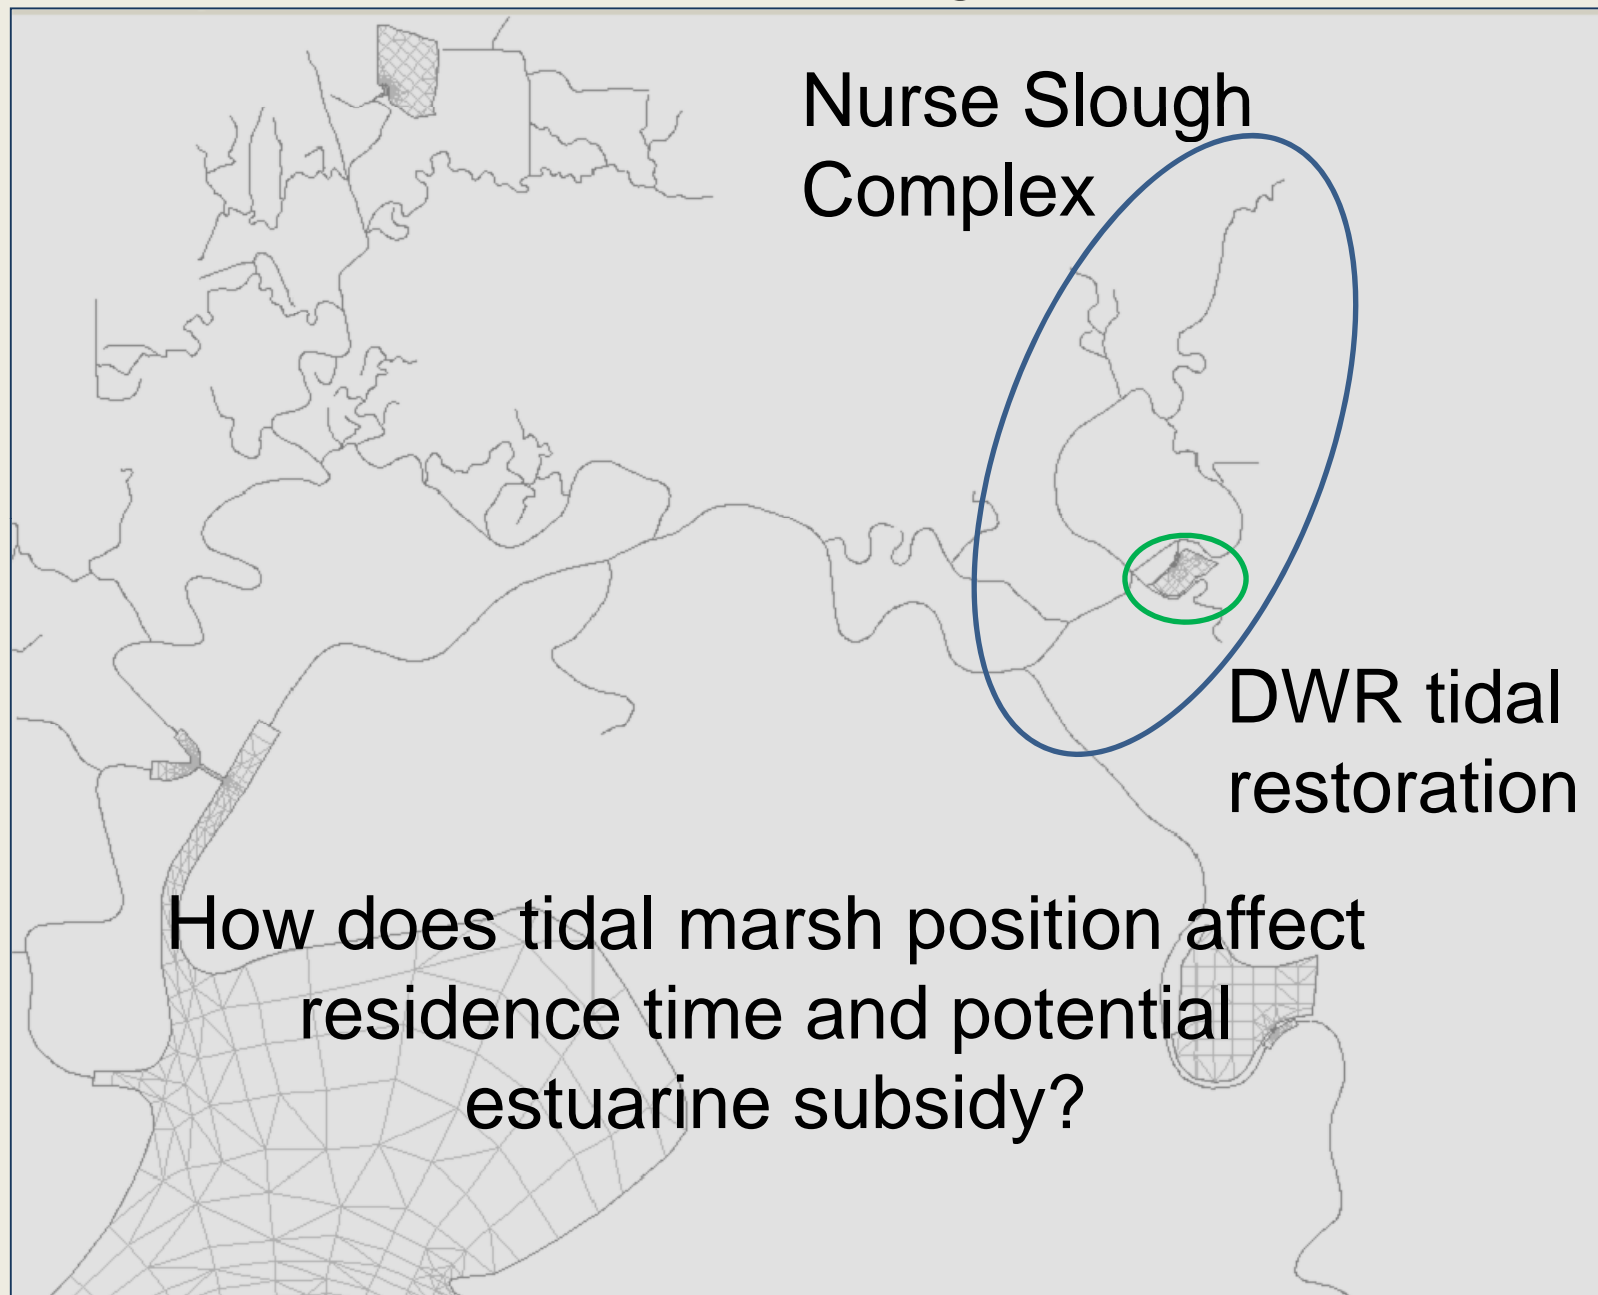 Nurse Slough
Complex
DWR tidal
restoration
How does tidal marsh position affect
residence time and potential
estuarine subsidy?